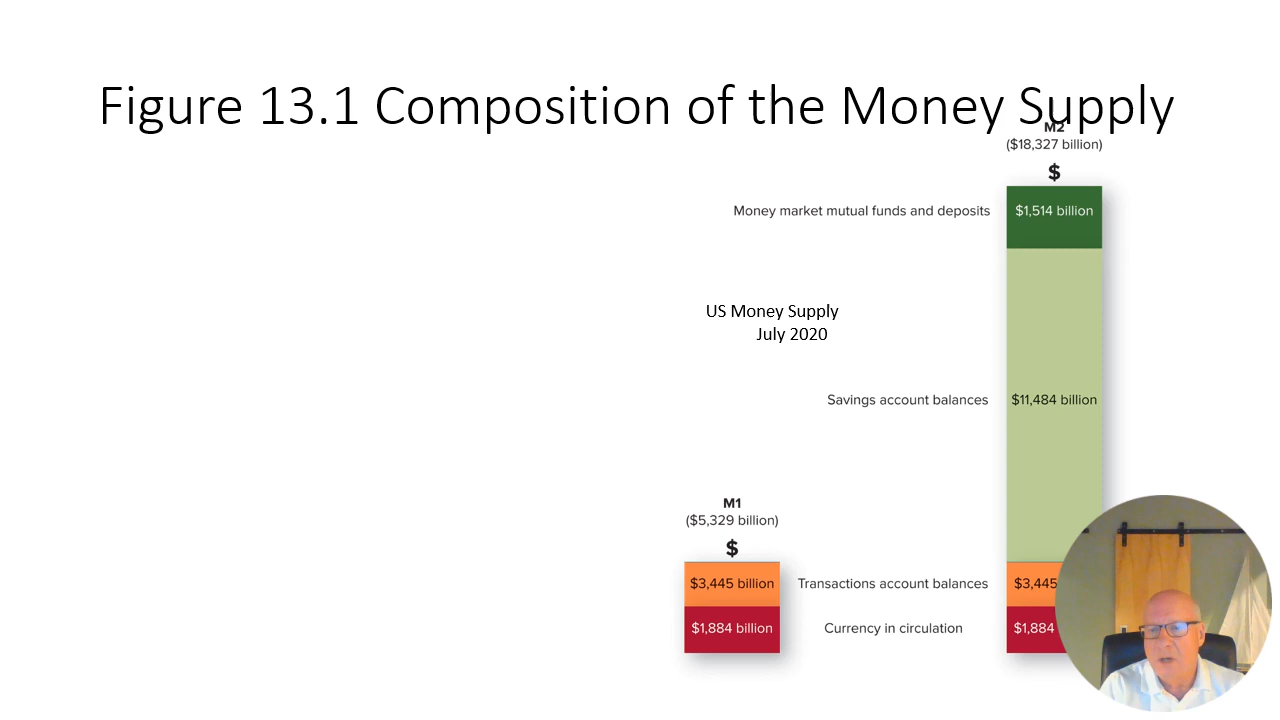 Figure 13.1 Composition of the Money Supply
M2
($18,327 billion)
$
Money market mutual funds and deposits
$1,514 billion
US Money Supply
July 2020
Savings account balances
$11,484 billion
M1
($5,329 billion)
$
$3,445 billion
Transactions account balances
$3,445
$1,884 billion
Currency in circulation
$1,884